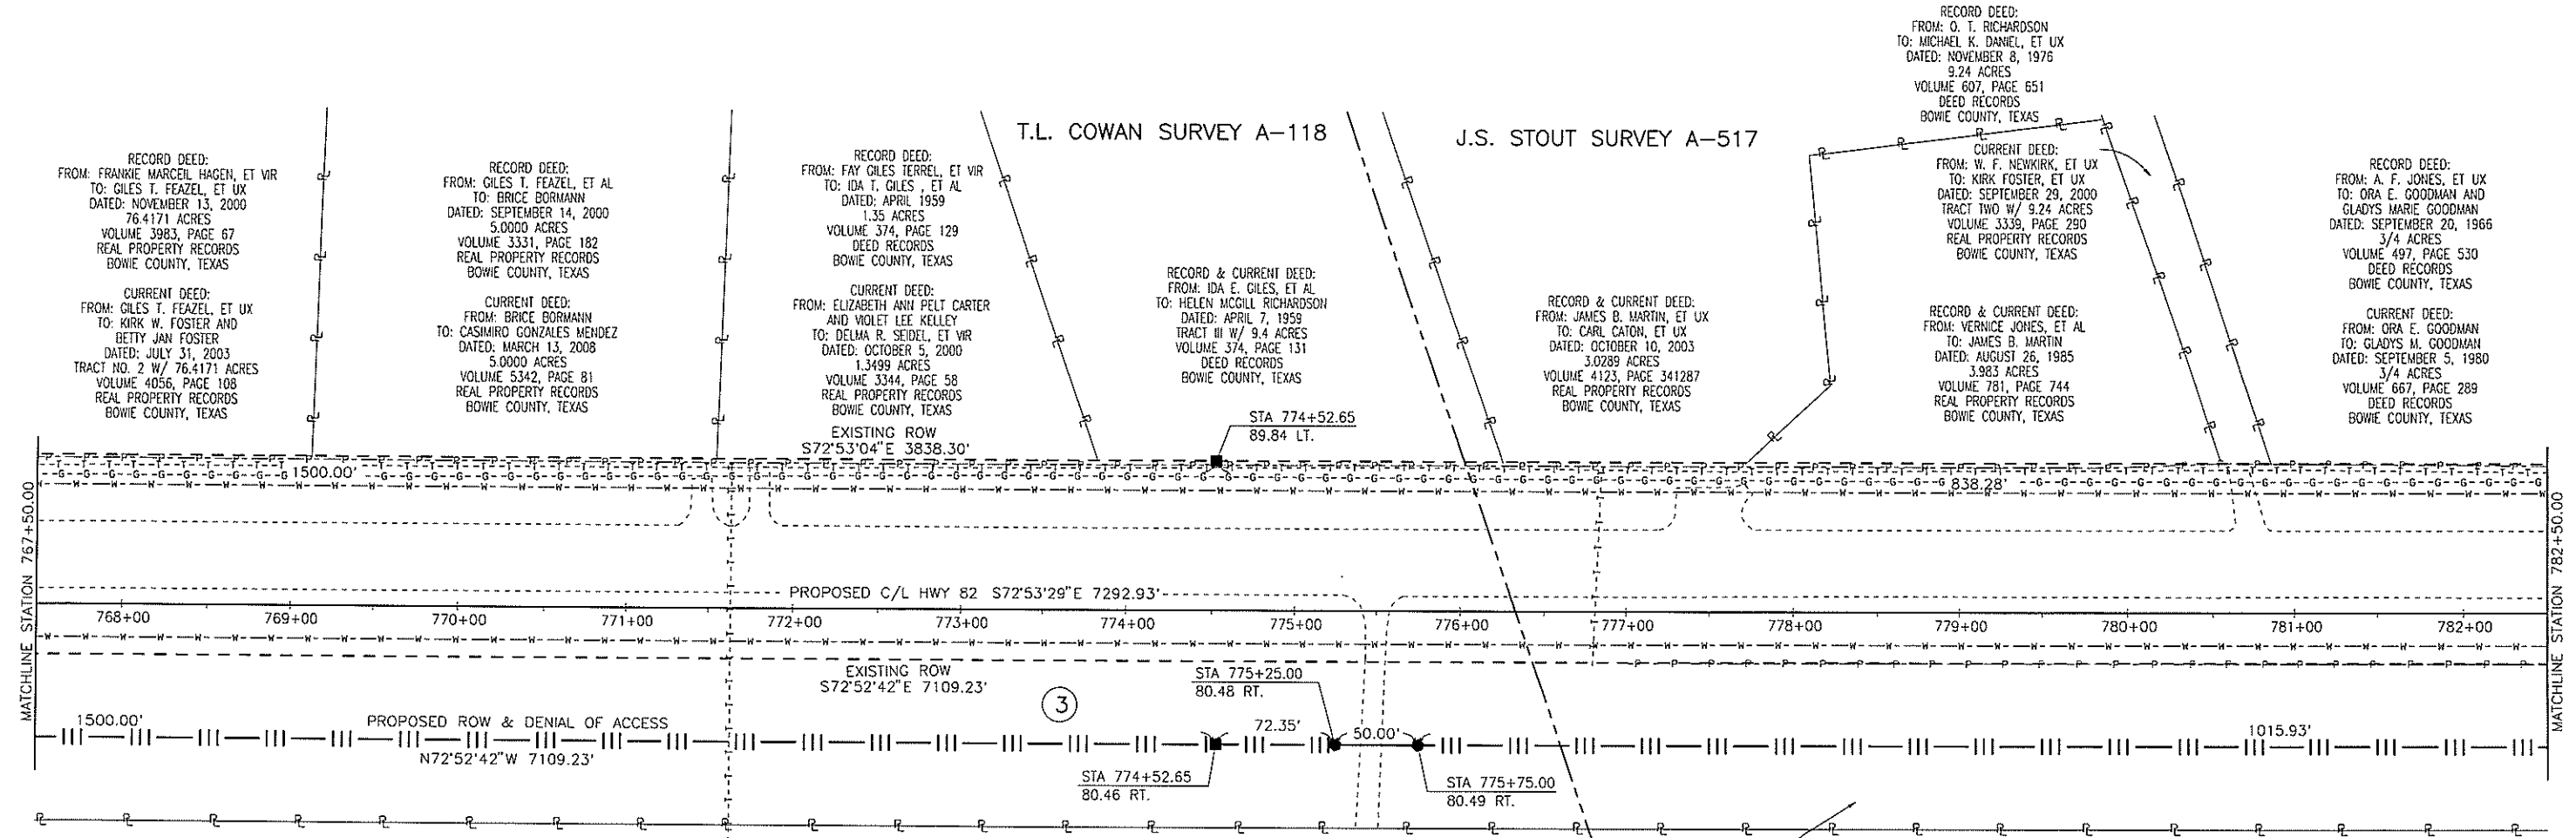 RECORD DEED:
FROM: O. T. RICHARDSON
TO: MICHAEL K. DANIEL, ET UX
DATED: NOVEMBER 8, 1976
9.24 ACRES
VOLUME 607, PAGE 651
DEED RECORDS
BOWIE COUNTY, TEXAS
T.L. COWAN SURVEY A-118
J.S. STOUT SURVEY A-517
RECORD DEED:
FROM: FRANKIE MARCEIL HAGEN, ET VIR
TO: GILES T. FEAZEL, ET UX
DATED: NOVEMBER 13, 2000
76.4171 ACRES
VOLUME 3983, PAGE 67
REAL PROPERTY RECORDS
BOWIE COUNTY, TEXAS
CURRENT DEED:
FROM: GILES T. FEAZEL, ET UX
TO: KIRK W. FOSTER AND
BETTY JAN FOSTER
DATED: JULY 31, 2003
TRACT NO. 2 W/ 76.4171 ACRES
VOLUME 4056, PAGE 108
REAL PROPERTY RECORDS
BOWIE COUNTY, TEXAS
RECORD DEED:
FROM: GILES T. FEAZEL, ET AL
TO: BRICE BORMANN
DATED: SEPTEMBER 14, 2000
5.0000 ACRES
VOLUME 3331, PAGE 182
REAL PROPERTY RECORDS
BOWIE COUNTY, TEXAS
CURRENT DEED:
FROM: BRICE BORMANN
TO: CASIMIRO GONZALES MENDEZ
DATED: MARCH 13, 2008
5.0000 ACRES
VOLUME 5342, PAGE 81
REAL PROPERTY RECORDS
BOWIE COUNTY, TEXAS
RECORD DEED:
FROM: FAY GILES TERREL, ET VIR
TO: IDA T. GILES , ET AL
DATED: APRIL 1959
1.35 ACRES
VOLUME 374, PAGE 129
DEED RECORDS
BOWIE COUNTY, TEXAS
CURRENT DEED:
FROM: ELIZABETH ANN PELT CARTER
AND VIOLET LEE KELLEY
TO: DELMA R. SEIDEL, ET VIR
DATED: OCTOBER 5, 2000
1.3499 ACRES
VOLUME 3344, PAGE 58
REAL PROPERTY RECORDS
BOWIE COUNTY, TEXAS
RECORD & CURRENT DEED:
FROM: IDA E. GILES, ET AL
TO: HELEN MCGILL RICHARDSON
DATED: APRIL 7, 1959
TRACT III W/ 9.4 ACRES
VOLUME 374, PAGE 131
DEED RECORDS
BOWIE COUNTY, TEXAS
RECORD & CURRENT DEED:
FROM: JAMES B. MARTIN, ET UX
TO: CARL CATON, ET UX
DATED: OCTOBER 10, 2003
3.0289 ACRES
VOLUME 4123, PAGE 341287
REAL PROPERTY RECORDS
BOWIE COUNTY, TEXAS
CURRENT DEED:
FROM: W. F. NEWKIRK, ET UX
TO: KIRK FOSTER, ET UX
DATED: SEPTEMBER 29, 2000
TRACT TWO W/ 9.24 ACRES
VOLUME 3339, PAGE 290
REAL PROPERTY RECORDS
BOWIE COUNTY, TEXAS
RECORD & CURRENT DEED:
FROM: VERNICE JONES, ET AL
TO: JAMES B. MARTIN
DATED: AUGUST 26, 1985
3.983 ACRES
VOLUME 781, PAGE 744
REAL PROPERTY RECORDS
BOWIE COUNTY, TEXAS
RECORD DEED:
FROM: A. F. JONES, ET UX
TO: ORA E. GOODMAN AND
GLADYS MARIE GOODMAN
DATED: SEPTEMBER 20, 1966
3/4 ACRES
VOLUME 497, PAGE 530
DEED RECORDS
BOWIE COUNTY, TEXAS
CURRENT DEED:
FROM: ORA E. GOODMAN
TO: GLADYS M. GOODMAN
DATED: SEPTEMBER 5, 1980
3/4 ACRES
VOLUME 667, PAGE 289
DEED RECORDS
BOWIE COUNTY, TEXAS
EXISTING ROW
S72°53'04"E 3838.30'
STA 774+52.65
89.84 LT.
1500.00'
838.28'
MATCHLINE STATION 767+50.00
MATCHLINE STATION 782+50.00
PROPOSED C/L HWY 82 S72°53'29"E 7292.93'
768+00 769+00 770+00 771+00 772+00 773+00 774+00 775+00 776+00 777+00 778+00 779+00 780+00 781+00 782+00
EXISTING ROW
S72°52'42"E 7109.23'
STA 775+25.00
80.48 RT.
3
1500.00'
PROPOSED ROW & DENIAL OF ACCESS
72.35'
50.00'
1015.93'
N72°52'42"W 7109.23'
STA 774+52.65
80.46 RT.
STA 775+75.00
80.49 RT.